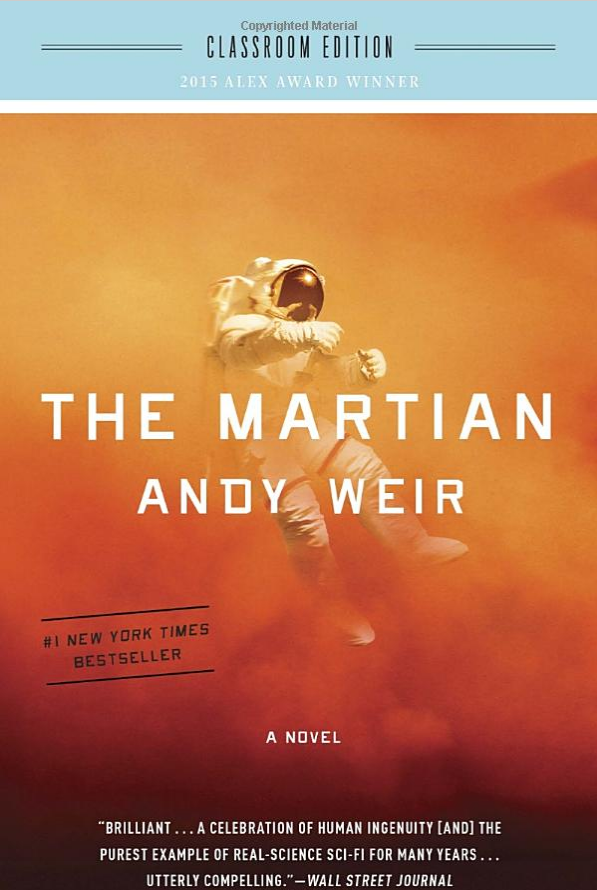 Copyrighted Material
CLASSROOM EDITION
2015 ALEX AWARD WINNER
THE MARTIAN
ANDY WEIR
#1 NEW YORK TIMES
BESTSELLER
A NOVEL
"BRILLIANT . . . A CELEBRATION OF HUMAN INGENUITY [AND] THE
PUREST EXAMPLE OF REAL-SCIENCE SCI-FI FOR MANY YEARS . . .
UTTERLY COMPELLING."—WALL STREET JOURNAL